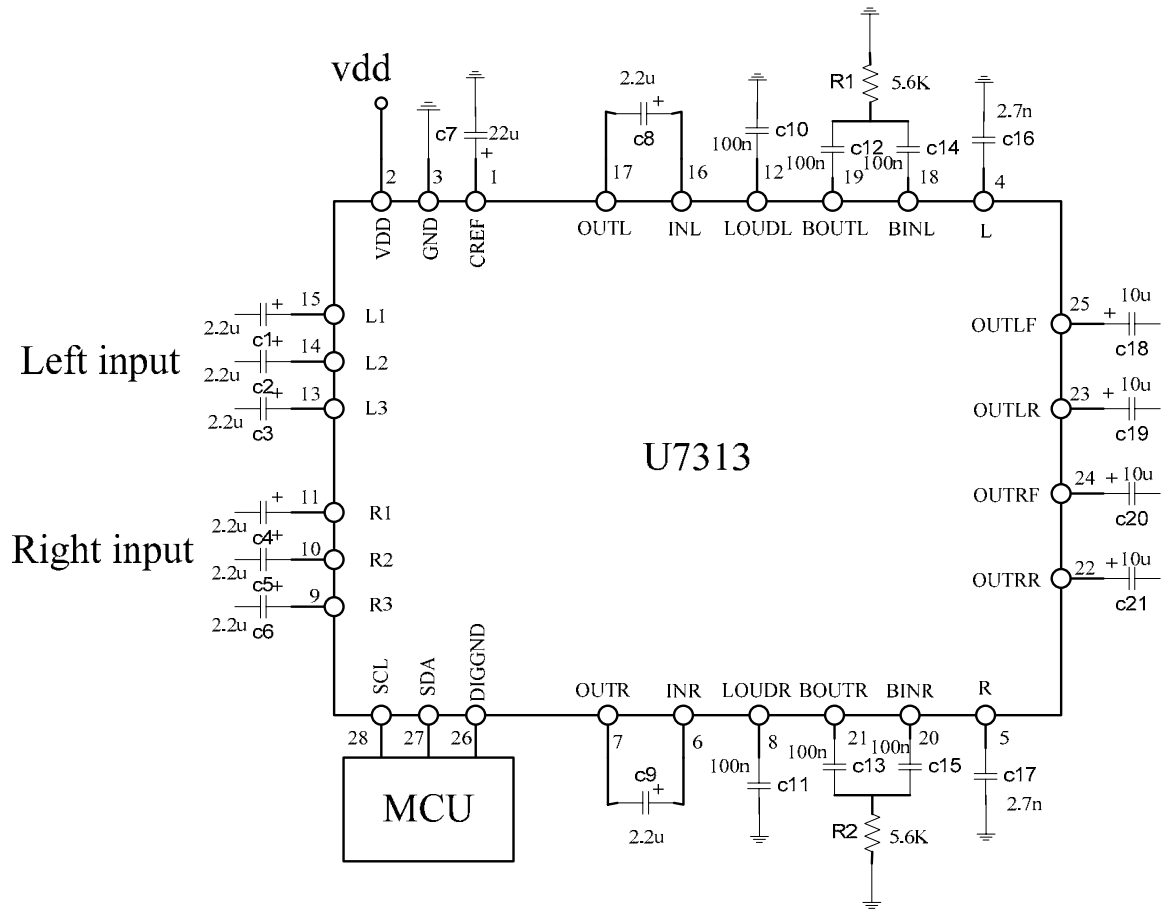 vdd
c7
22u
+
2.2u
+
c8
c10
100n
R1
5.6K
c12
100n
c14
100n
2.7n
c16
2
3
1
17
16
12
19
18
4
VDD
GND
CREF
OUTL
INL
LOUDL
BOUTL
BINL
L
Left input
2.2u
+
c1
15
L1
2.2u
+
c2
14
L2
2.2u
+
c3
13
L3
Right input
2.2u
+
c4
11
R1
2.2u
+
c5
10
R2
2.2u
+
c6
9
R3
U7313
OUTLF
25
+
10u
c18
OUTLR
23
+
10u
c19
OUTRF
24
+
10u
c20
OUTRR
22
+
10u
c21
SCL
SDA
DIGGND
OUTR
INR
LOUDR
BOUTR
BINR
R
28
27
26
7
6
8
21
20
5
MCU
c9
+
2.2u
100n
c11
100n
c13
100n
c15
R2
5.6K
c17
2.7n